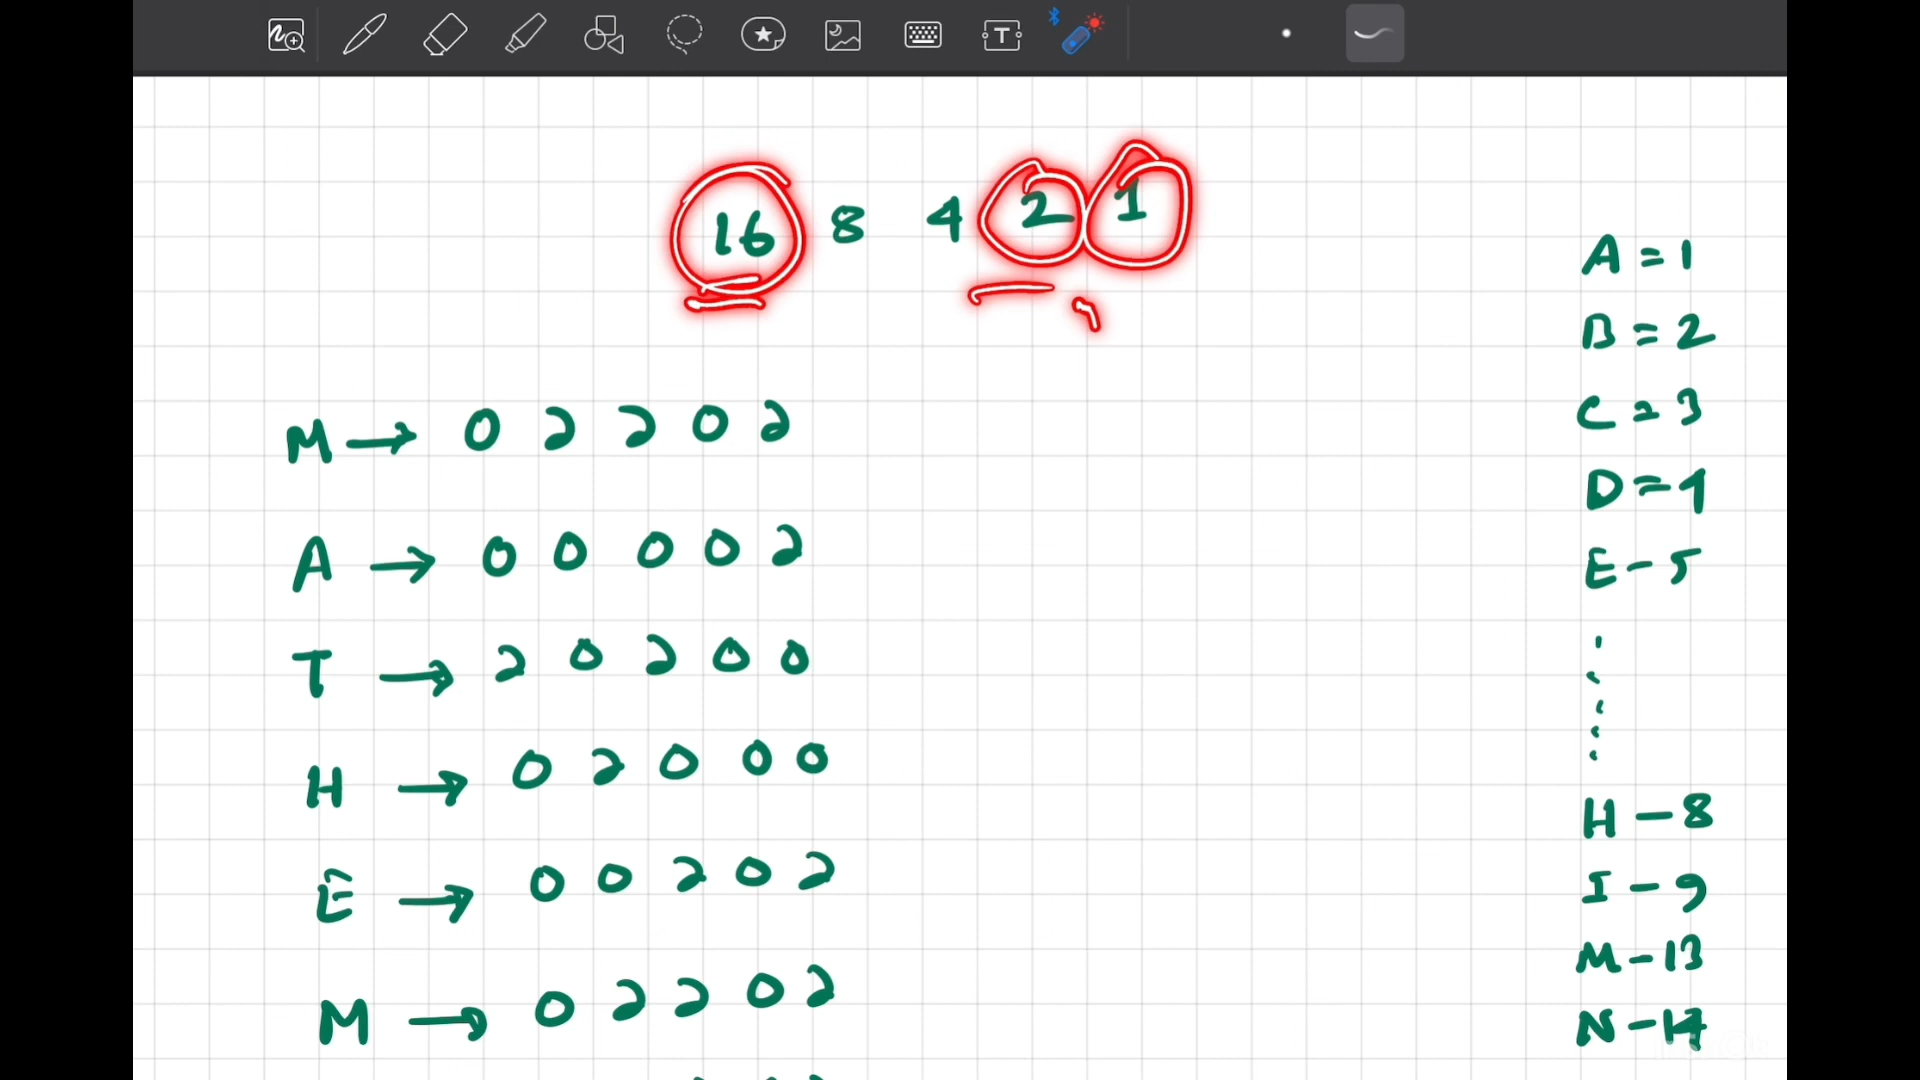 16 8 4 2 1
A = 1
B = 2
C = 3
D = 4
E - 5
H - 8
I - 9
M - 13
N - 14
M → 0 2 2 0 2
A → 0 0 0 0 2
T → 2 0 2 0 0
H → 0 2 0 0 0
E → 0 0 2 0 2
M → 0 2 2 0 2